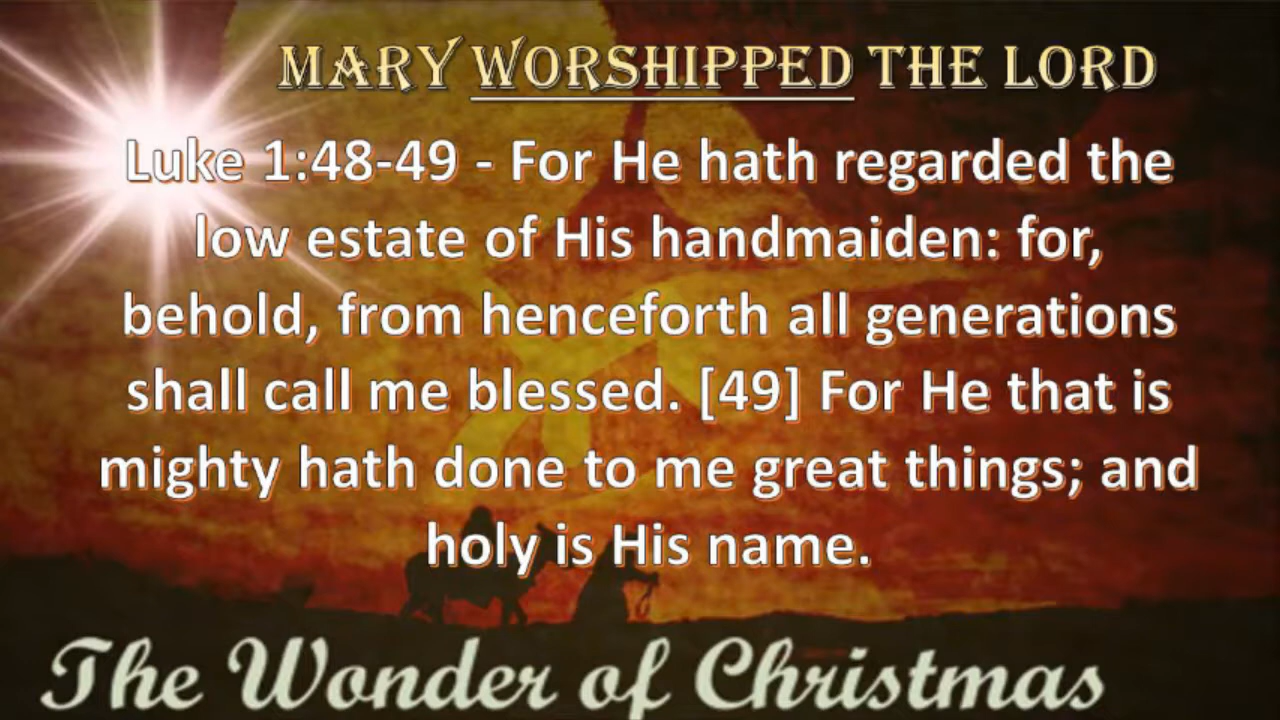 MARY WORSHIPPED THE LORD
Luke 1:48-49 - For He hath regarded the
low estate of His handmaiden: for,
behold, from henceforth all generations
shall call me blessed. [49] For He that is
mighty hath done to me great things; and
holy is His name.
The Wonder of Christmas